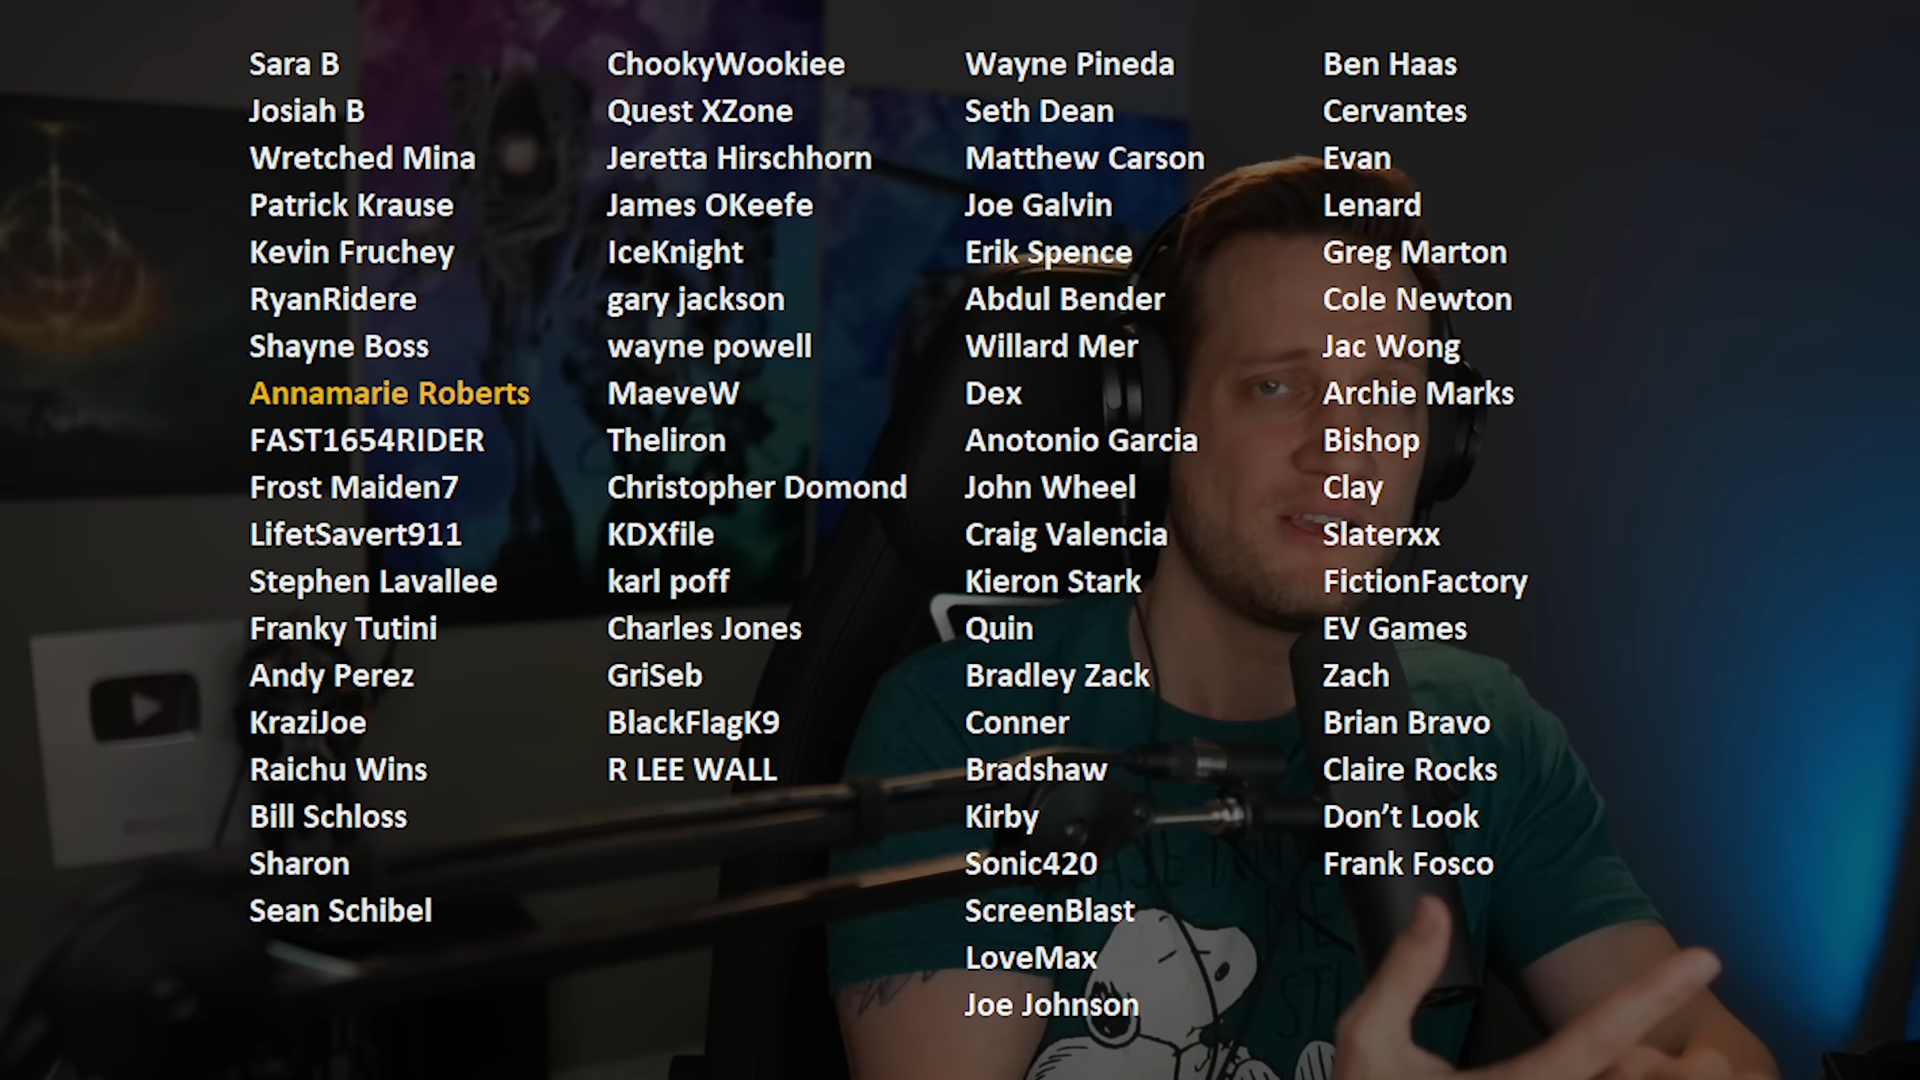 Sara B
Josiah B
Wretched Mina
Patrick Krause
Kevin Fruchey
RyanRidere
Shayne Boss
Annamarie Roberts
FAST1654RIDER
Frost Maiden7
LifetSavert911
Stephen Lavallee
Franky Tutini
Andy Perez
KraziJoe
Raichu Wins
Bill Schloss
Sharon
Sean Schibel
ChookyWookiee
Quest XZone
Jeretta Hirschhorn
James OKeefe
IceKnight
gary jackson
wayne powell
MaeveW
Theliron
Christopher Domond
KDXfile
karl poff
Charles Jones
GriSeb
BlackFlagK9
R LEE WALL
Wayne Pineda
Seth Dean
Matthew Carson
Joe Galvin
Erik Spence
Abdul Bender
Willard Mer
Dex
Anotonio Garcia
John Wheel
Craig Valencia
Kieron Stark
Quin
Bradley Zack
Conner
Bradshaw
Kirby
Sonic420
ScreenBlast
LoveMax
Joe Johnson
Ben Haas
Cervantes
Evan
Lenard
Greg Marton
Cole Newton
Jac Wong
Archie Marks
Bishop
Clay
Slaterxx
FictionFactory
EV Games
Zach
Brian Bravo
Claire Rocks
Don’t Look
Frank Fosco